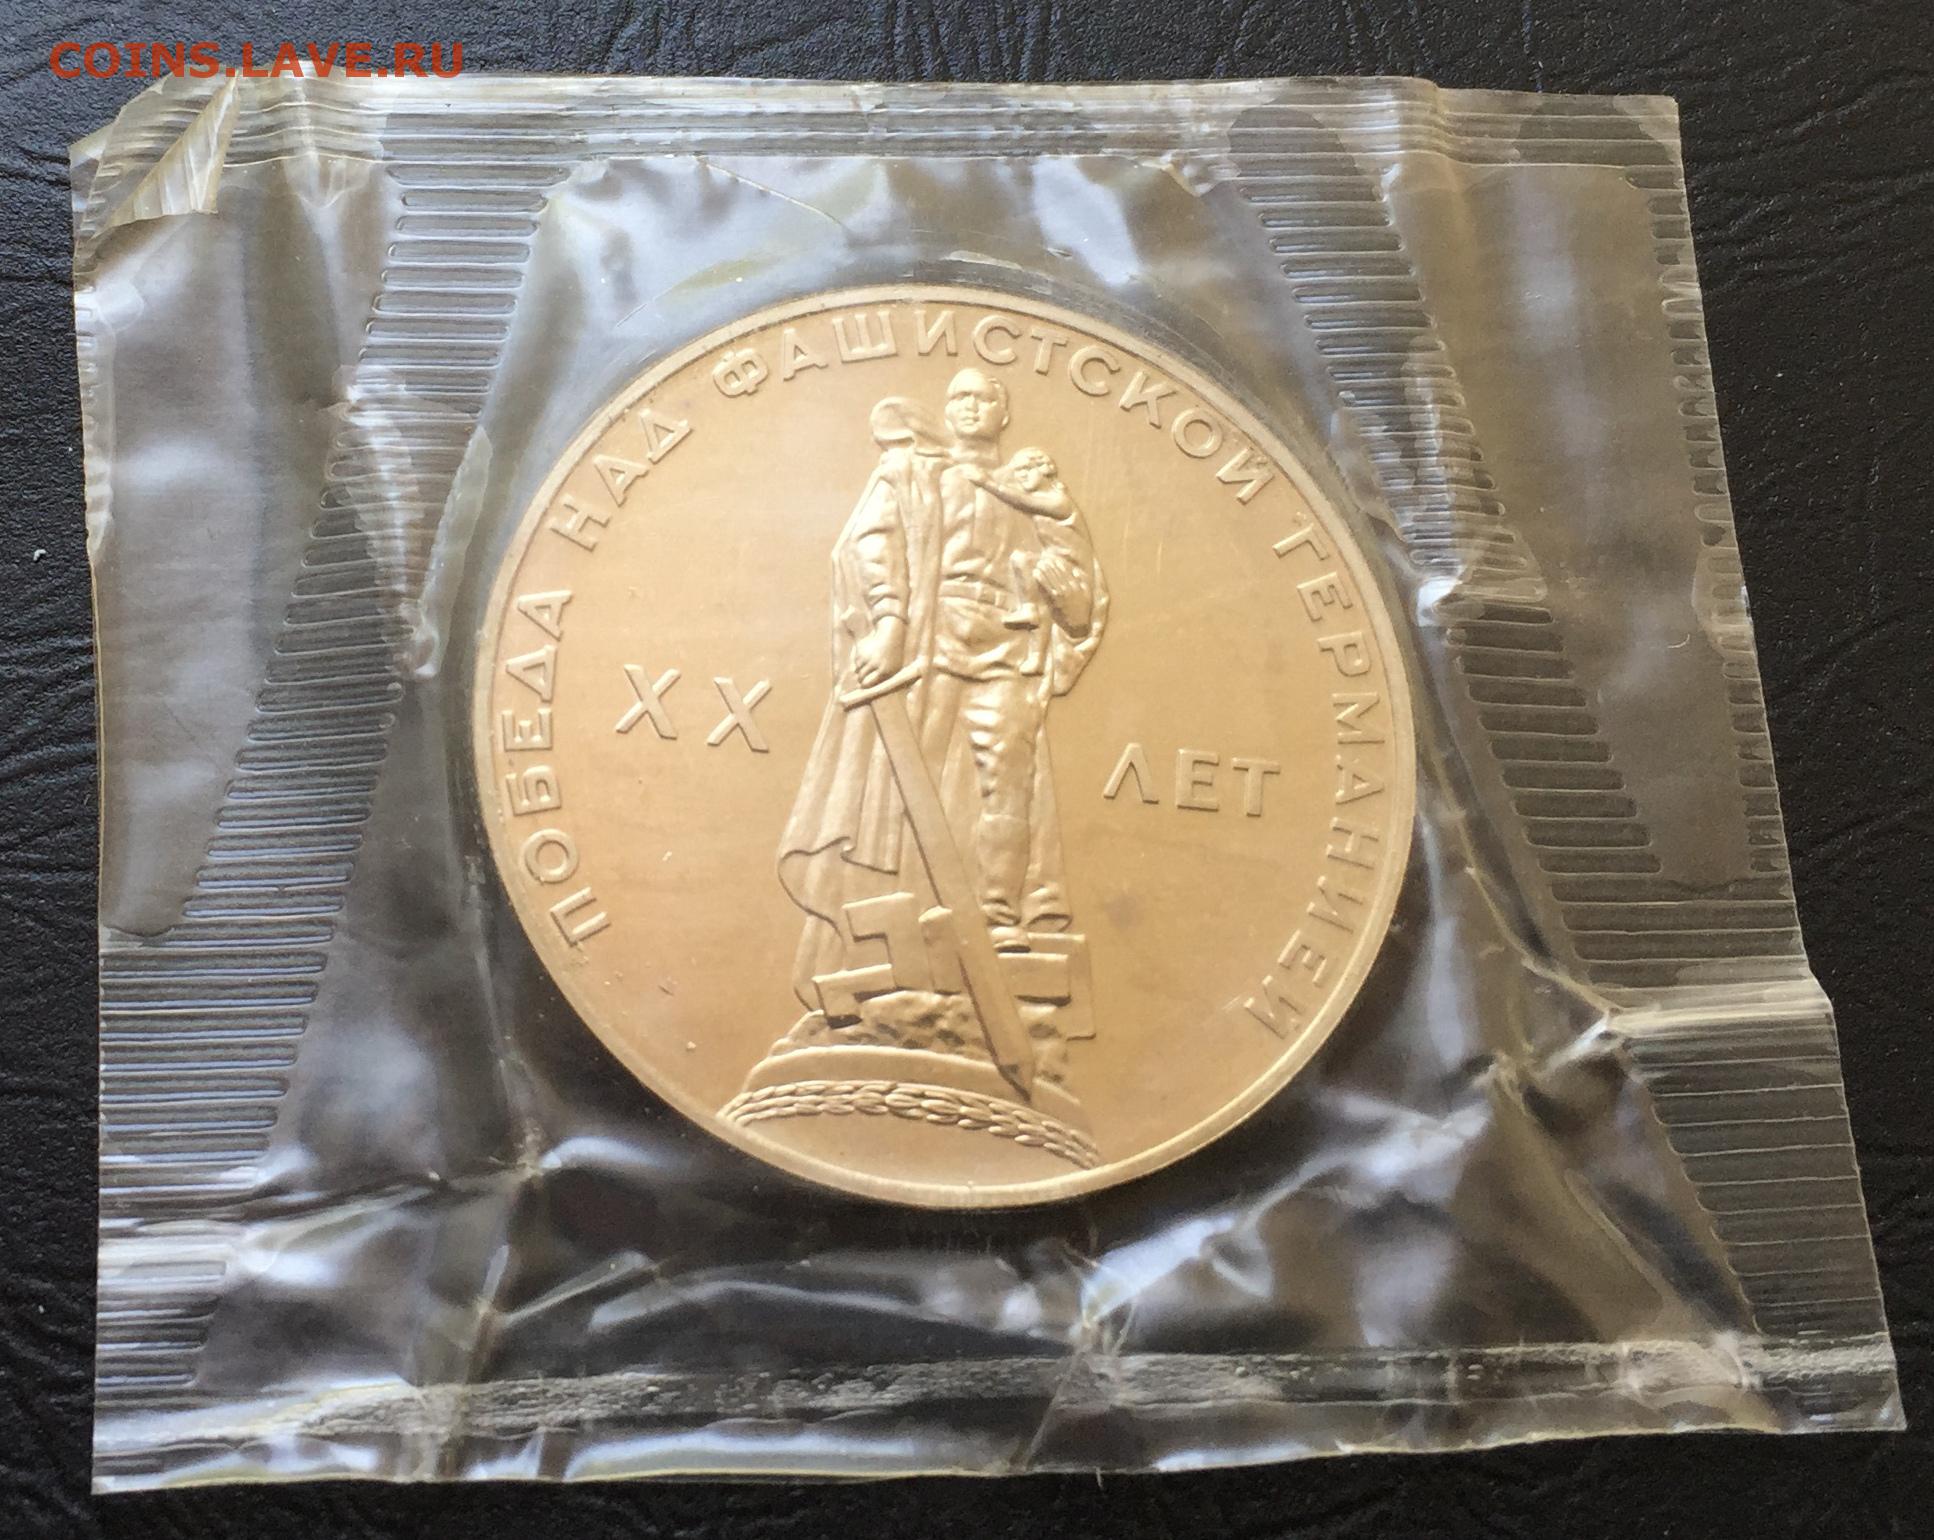 COINS.LAVE.RU
ПОБЕДА НАД ФАШИСТСКОЙ ГЕРМАНИЕЙ
XX ЛЕТ